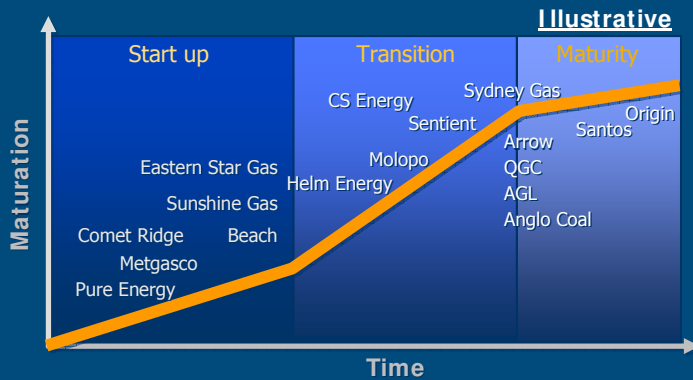 Illustrative
Start up
Transition
Maturity
Maturation
Sydney Gas
CS Energy
Sentient
Origin
Santos
Arrow
Molopo
Eastern Star Gas
QGC
Helm Energy
AGL
Sunshine Gas
Anglo Coal
Comet Ridge
Beach
Metgasco
Pure Energy
Time